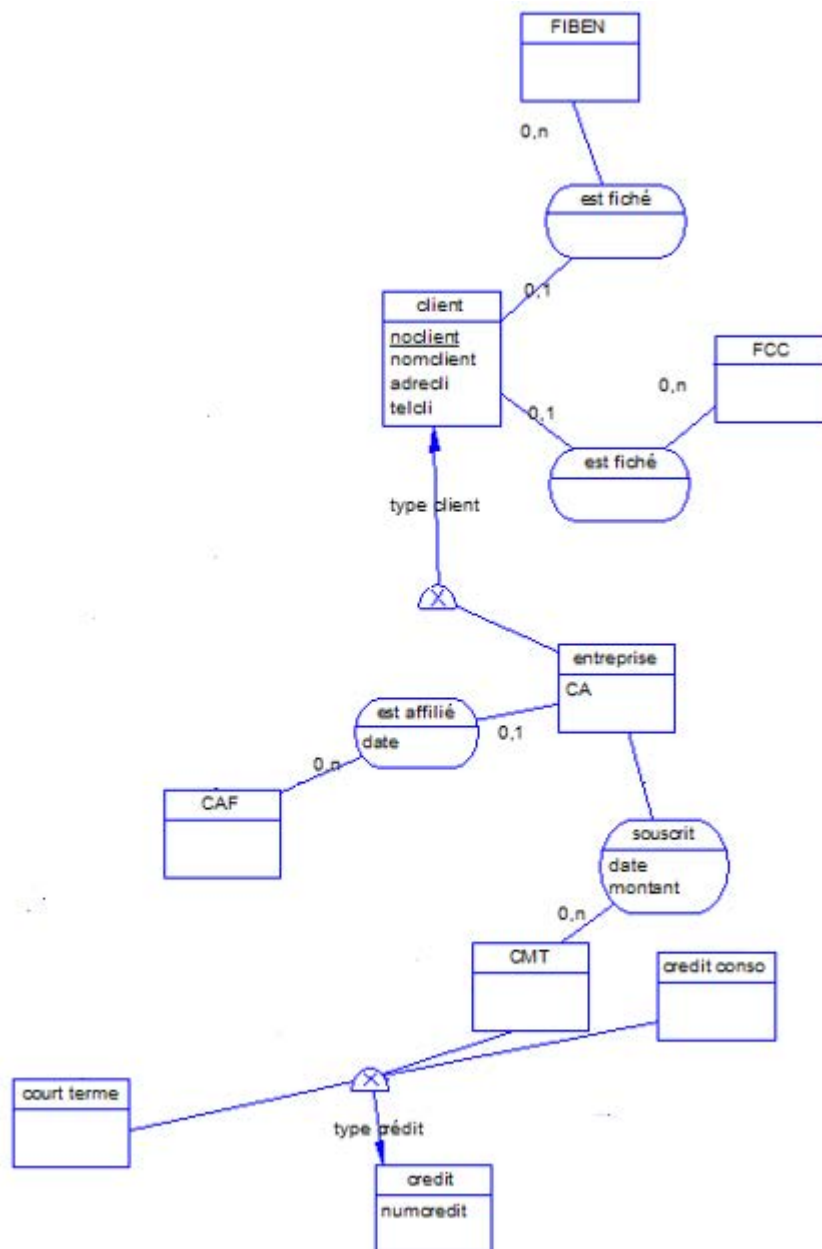 FIBEN
0,n
est fiché
0,1
client
noclient
nomclient
adrecli
telcli
FCC
0,n
0,1
est fiché
type client
X
entreprise
CA
est affilié
date
0,1
0,n
CAF
souscrit
date
montant
0,n
CMT
credit conso
X
court terme
type crédit
credit
numcredit